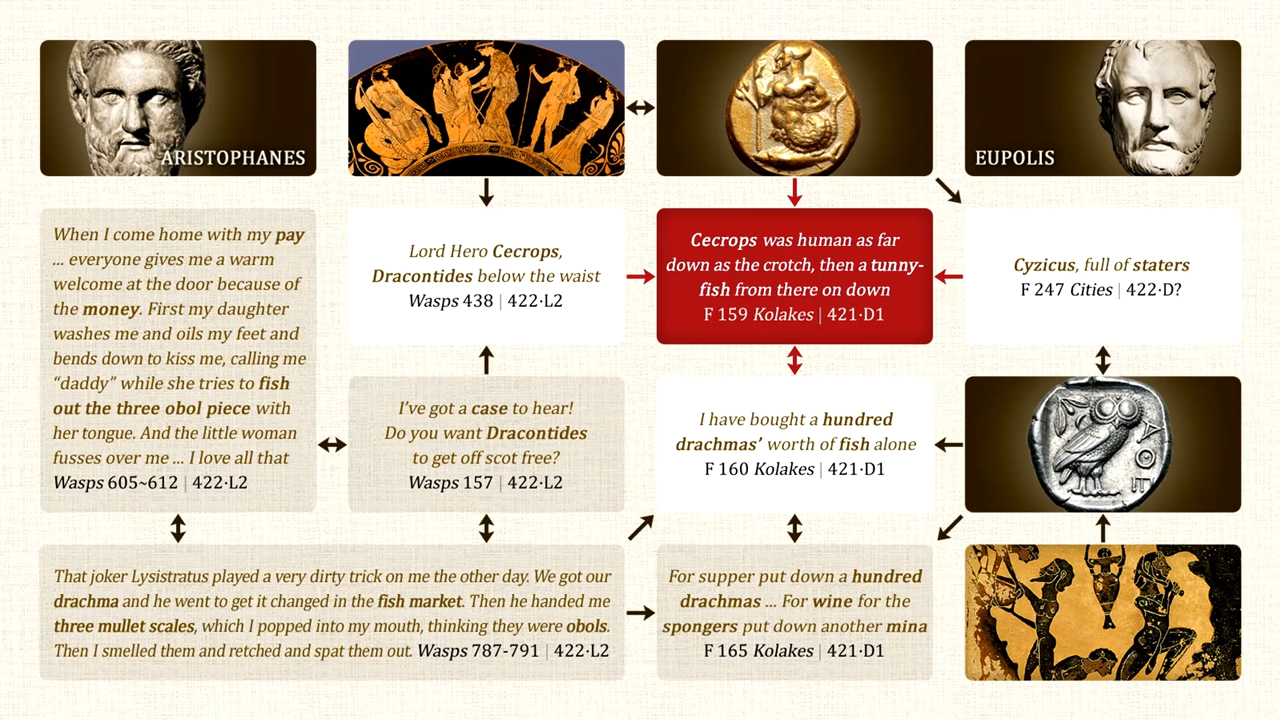 ARISTOPHANES
EUPOLIS
When I come home with my pay
... everyone gives me a warm
welcome at the door because of
the money. First my daughter
washes me and oils my feet and
bends down to kiss me, calling me
“daddy” while she tries to fish
out the three obol piece with
her tongue. And the little woman
fusses over me ... I love all that
Wasps 605~612 | 422·L2
Lord Hero Cecrops,
Dracontides below the waist
Wasps 438 | 422·L2
Cecrops was human as far
down as the crotch, then a tunny-
fish from there on down
F 159 Kolakes | 421·D1
Cyzicus, full of staters
F 247 Cities | 422·D?
I’ve got a case to hear!
Do you want Dracontides
to get off scot free?
Wasps 157 | 422·L2
I have bought a hundred
drachmas’ worth of fish alone
F 160 Kolakes | 421·D1
ΑΘΕ
That joker Lysistratus played a very dirty trick on me the other day. We got our
drachma and he went to get it changed in the fish market. Then he handed me
three mullet scales, which I popped into my mouth, thinking they were obols.
Then I smelled them and retched and spat them out. Wasps 787-791 | 422·L2
For supper put down a hundred
drachmas ... For wine for the
spongers put down another mina
F 165 Kolakes | 421·D1